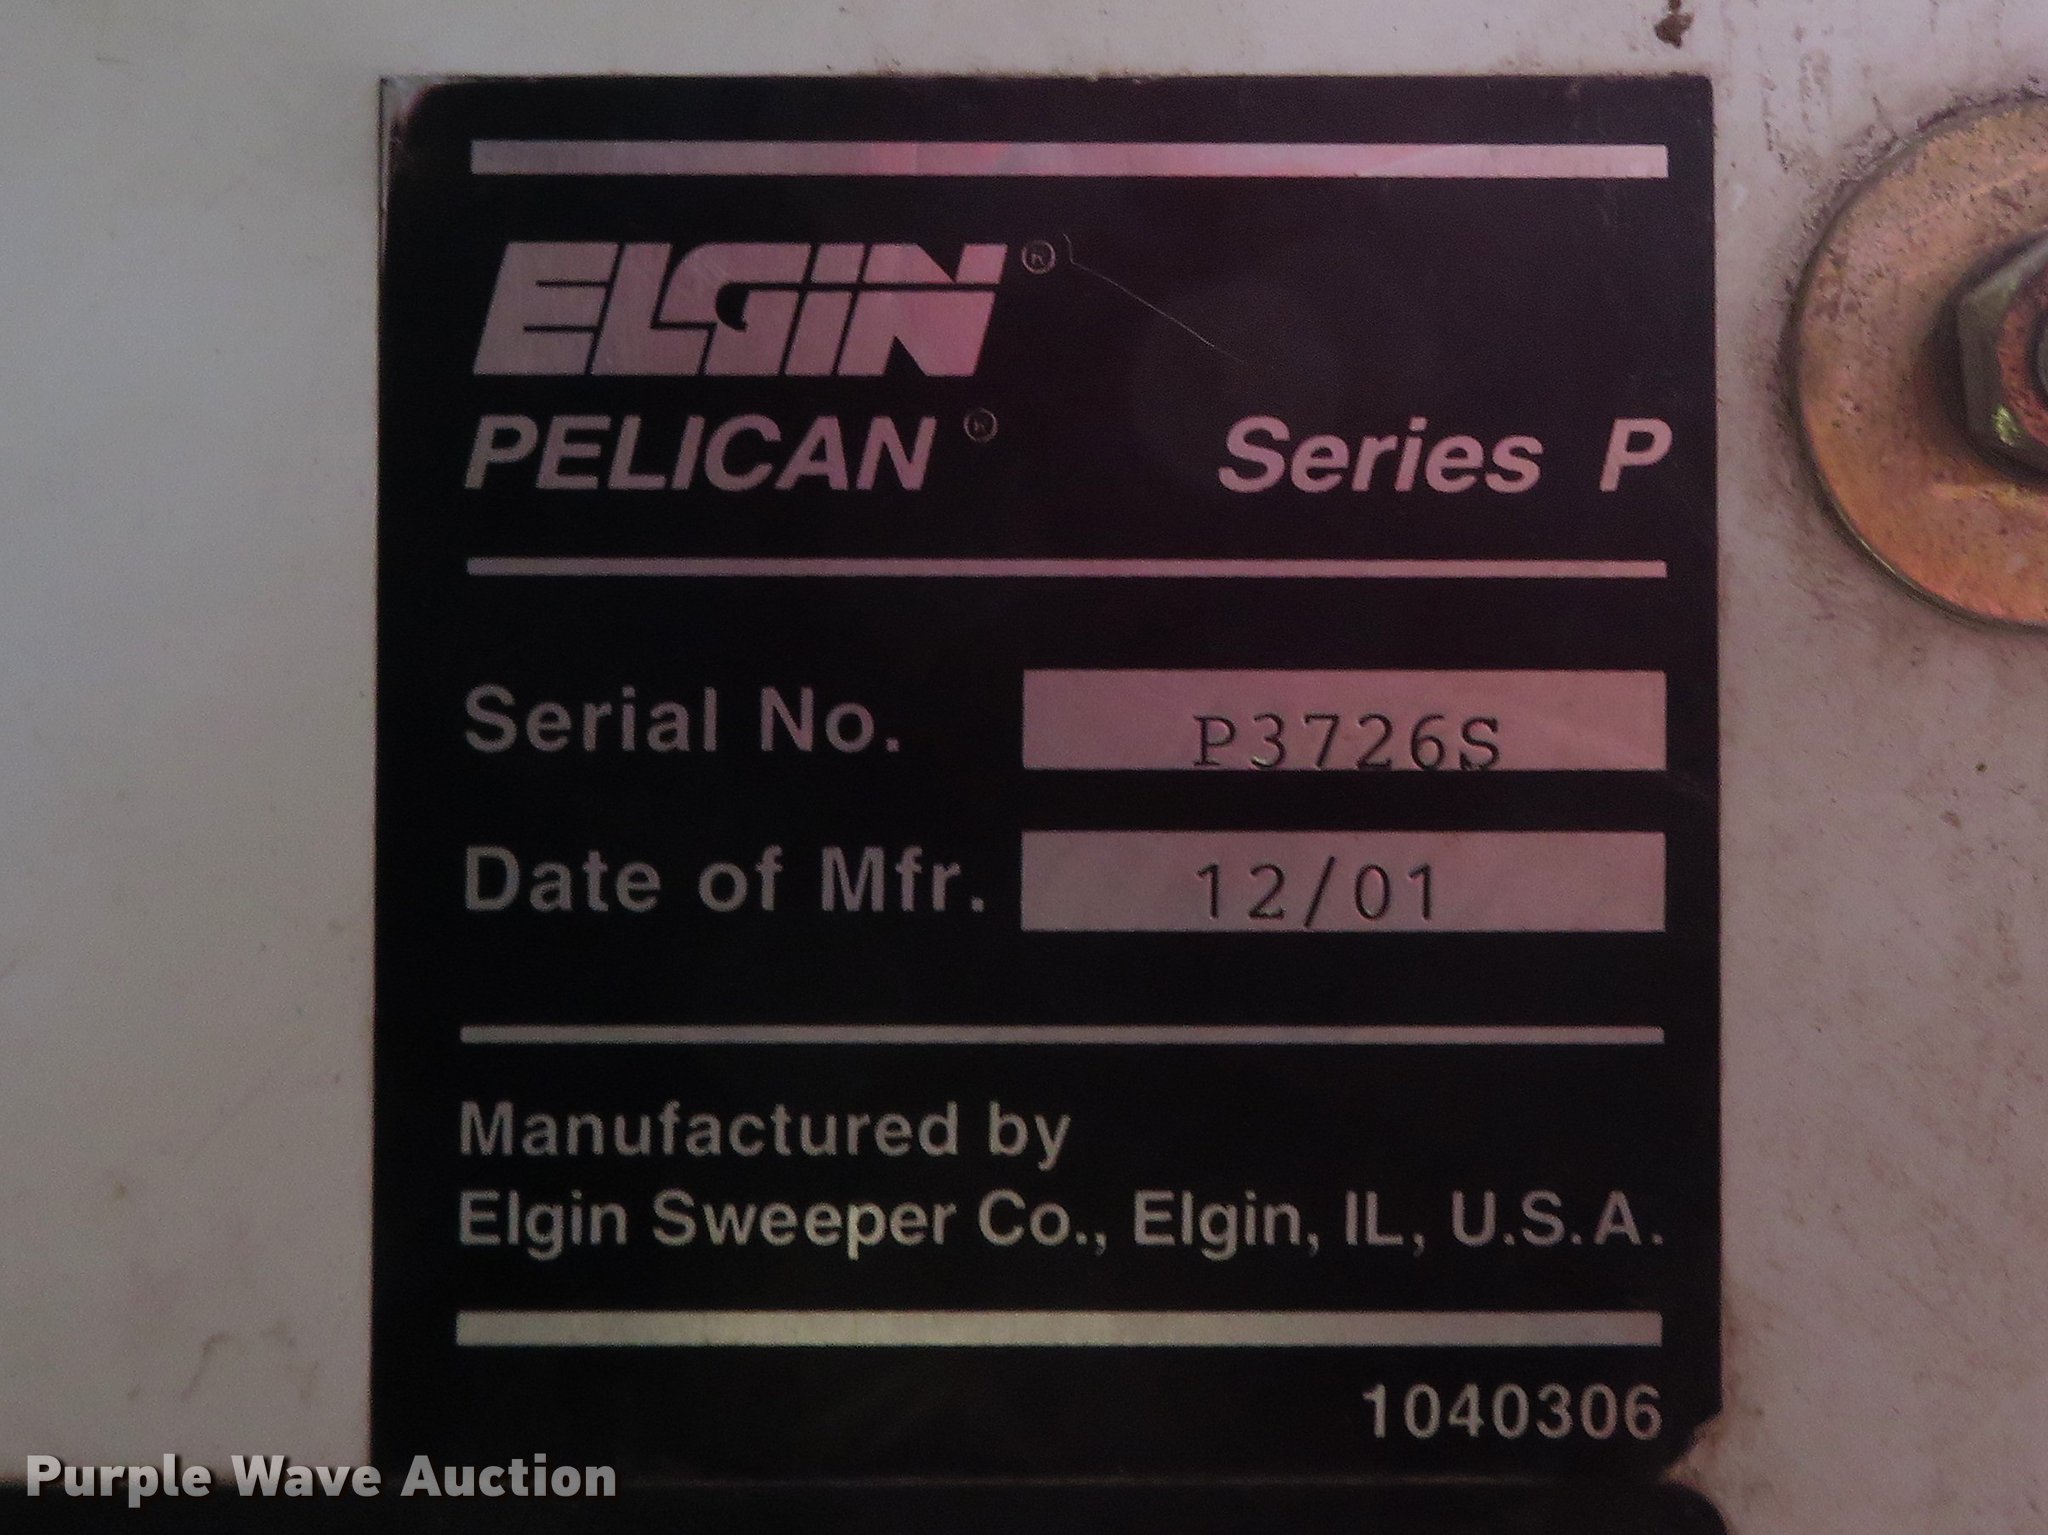 ELGIN ®
PELICAN ® Series P
Serial No. P3726S
Date of Mfr. 12/01
Manufactured by
Elgin Sweeper Co., Elgin, IL, U.S.A.
1040306
Purple Wave Auction